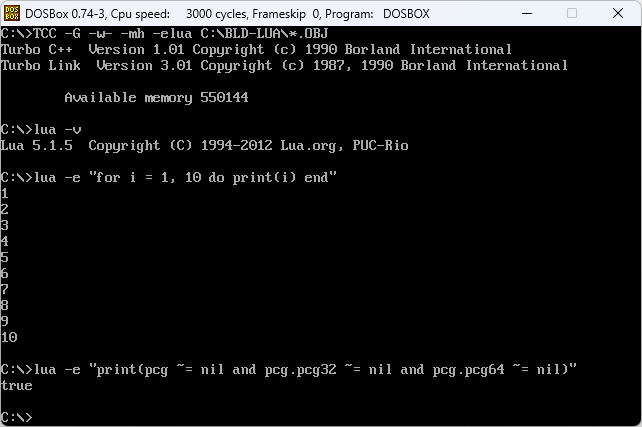 DOSBox 0.74-3, Cpu speed:    3000 cycles, Frameskip  0, Program:   DOSBOX
C:\>TCC -G -w- -mh -elua C:\BLD-LUA\*.OBJ
Turbo C++  Version 1.01 Copyright (c) 1990 Borland International
Turbo Link  Version 3.01 Copyright (c) 1987, 1990 Borland International
        Available memory 550144
C:\>lua -v
Lua 5.1.5  Copyright (C) 1994-2012 Lua.org, PUC-Rio
C:\>lua -e "for i = 1, 10 do print(i) end"
1
2
3
4
5
6
7
8
9
10
C:\>lua -e "print(pcg ~= nil and pcg.pcg32 ~= nil and pcg.pcg64 ~= nil)"
true
C:\>